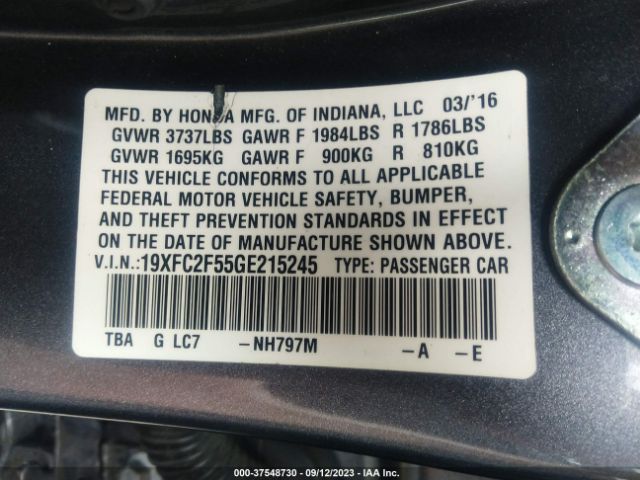 MFD. BY HONDA MFG. OF INDIANA, LLC 03/'16
GVWR 3737LBS GAWR F 1984LBS R 1786LBS
GVWR 1695KG GAWR F 900KG R 810KG
THIS VEHICLE CONFORMS TO ALL APPLICABLE
FEDERAL MOTOR VEHICLE SAFETY, BUMPER,
AND THEFT PREVENTION STANDARDS IN EFFECT
ON THE DATE OF MANUFACTURE SHOWN ABOVE.
V.I.N.:19XFC2F55GE215245 TYPE: PASSENGER CAR
TBA G LC7 -NH797M -A -E
000-37548730 - 09/12/2023 - IAA Inc.